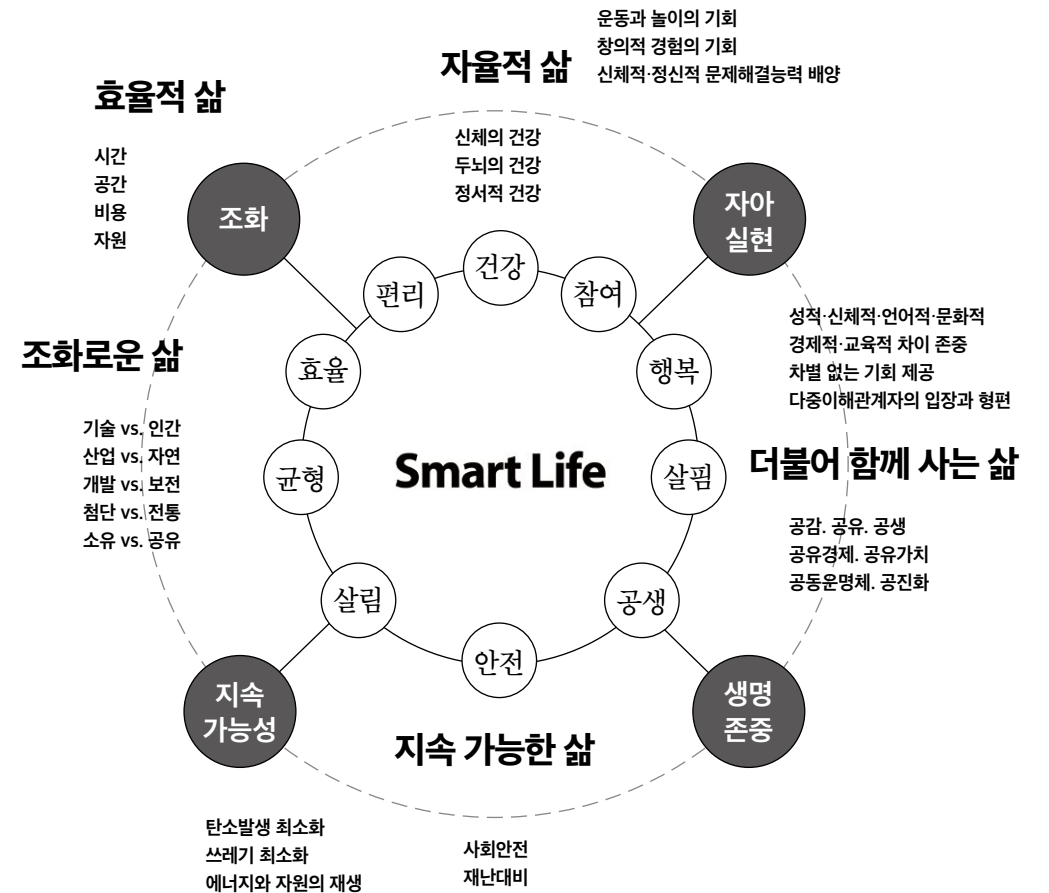 운동과 놀이의 기회
창의적 경험의 기회
신체적·정신적 문제해결능력 배양
자율적 삶
효율적 삶
신체의 건강
두뇌의 건강
정서적 건강
시간
공간
비용
자원
조화
자아
실현
건강
편리
참여
성적·신체적·언어적·문화적
경제적·교육적 차이 존중
차별 없는 기회 제공
다중이해관계자의 입장과 형편
조화로운 삶
효율
행복
기술 vs. 인간
산업 vs. 자연
개발 vs. 보전
첨단 vs. 전통
소유 vs. 공유
균형
Smart Life
살핌
더불어 함께 사는 삶
공감. 공유. 공생
공유경제. 공유가치
공동운명체. 공진화
살림
공생
안전
지속
가능성
생명
존중
지속 가능한 삶
탄소발생 최소화
쓰레기 최소화
에너지와 자원의 재생
사회안전
재난대비